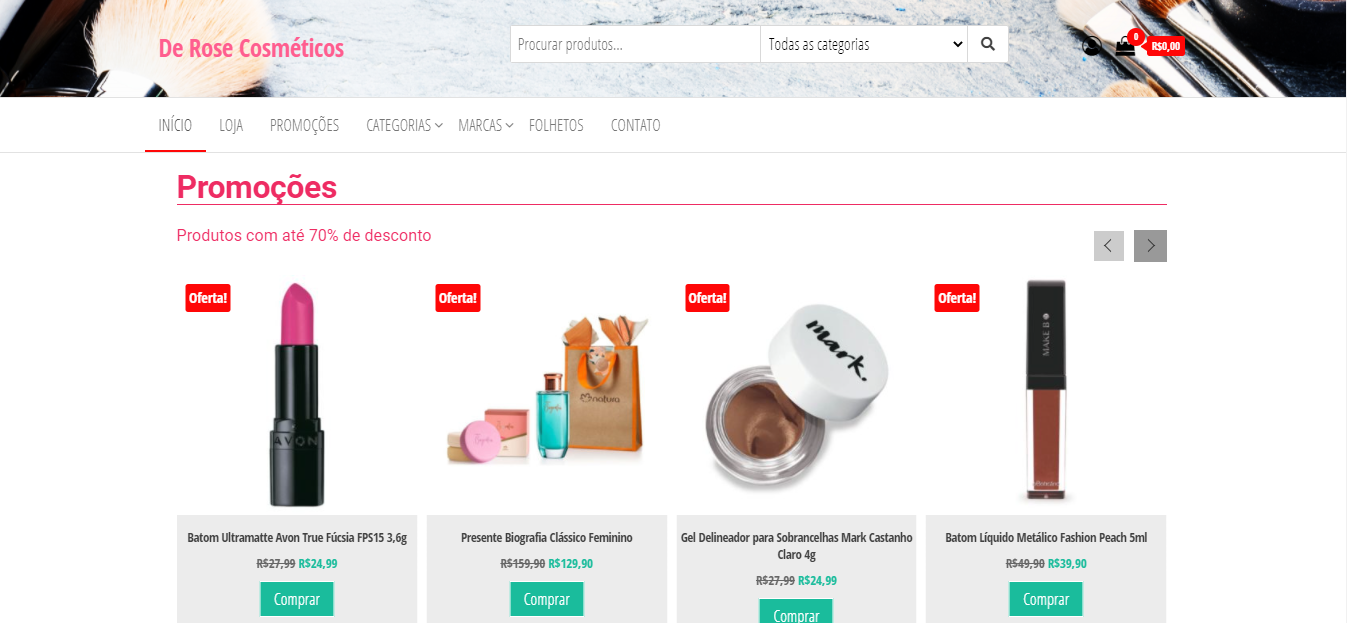 De Rose Cosméticos
Procurar produtos...
Todas as categorias
0
R$0,00
INÍCIO
LOJA
PROMOÇÕES
CATEGORIAS
MARCAS
FOLHETOS
CONTATO
Promoções
Produtos com até 70% de desconto
Oferta!
Oferta!
Oferta!
Oferta!
AVON
natura
mark.
MAKE B
Batom Ultramatte Avon True Fúcsia FPS15 3,6g
R$27,99 R$24,99
Comprar
Presente Biografia Clássico Feminino
R$159,90 R$129,90
Comprar
Gel Delineador para Sobrancelhas Mark Castanho
Claro 4g
R$27,99 R$24,99
Comprar
Batom Líquido Metálico Fashion Peach 5ml
R$49,90 R$39,90
Comprar